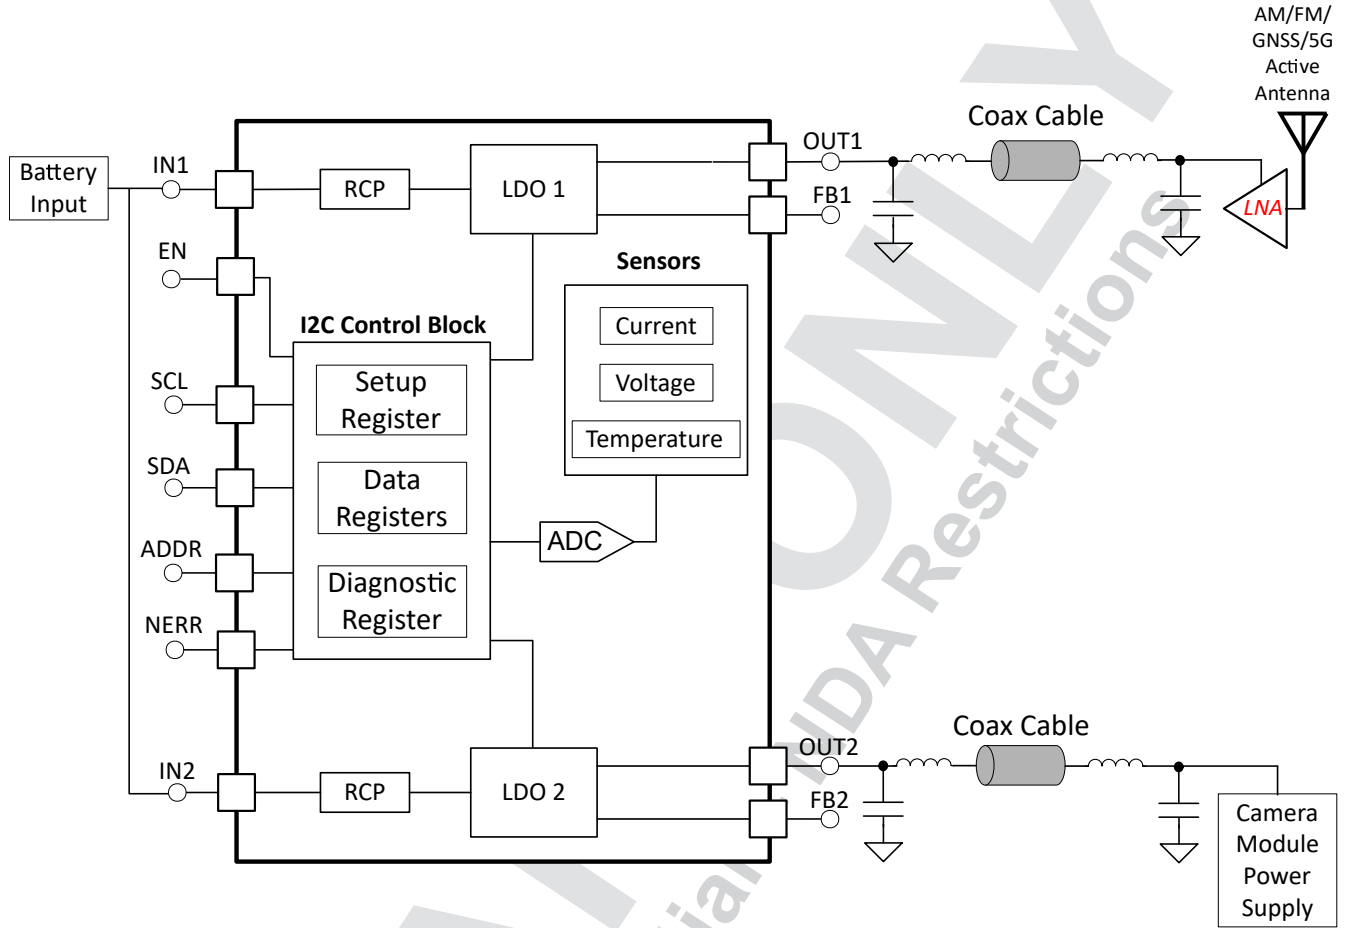 AM/FM/
GNSS/5G
Active
Antenna
Coax Cable
OUT1
IN1
Battery
Input
RCP
LDO 1
FB1
LNA
EN
Sensors
I2C Control Block
Current
Setup
Register
Voltage
SCL
Temperature
SDA
Data
Registers
ADC
ADDR
Diagnostic
Register
NERR
Coax Cable
OUT2
IN2
RCP
LDO 2
FB2
Camera
Module
Power
Supply
ONLY
NDA Restrictions